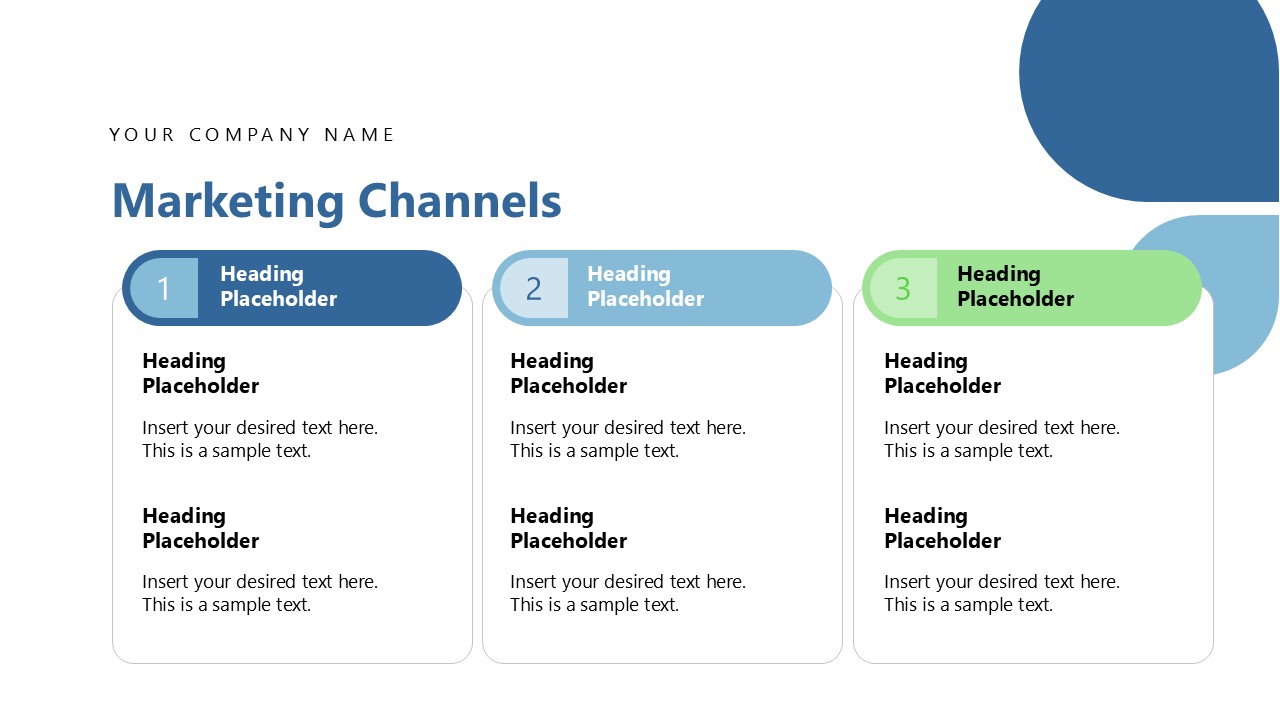 YOUR COMPANY NAME
Marketing Channels
1
Heading
Placeholder
Heading
Placeholder
Insert your desired text here.
This is a sample text.
Heading
Placeholder
Insert your desired text here.
This is a sample text.
2
Heading
Placeholder
Heading
Placeholder
Insert your desired text here.
This is a sample text.
Heading
Placeholder
Insert your desired text here.
This is a sample text.
3
Heading
Placeholder
Heading
Placeholder
Insert your desired text here.
This is a sample text.
Heading
Placeholder
Insert your desired text here.
This is a sample text.